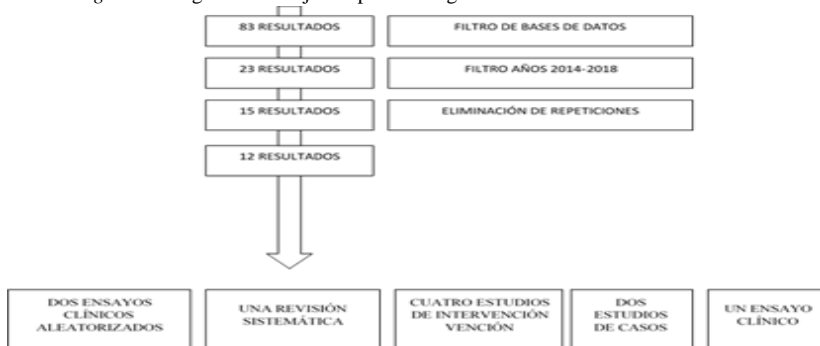 83 RESULTADOS
FILTRO DE BASES DE DATOS
23 RESULTADOS
FILTRO AÑOS 2014-2018
15 RESULTADOS
ELIMINACIÓN DE REPETICIONES
12 RESULTADOS
DOS ENSAYOS
CLÍNICOS
ALEATORIZADOS
UNA REVISIÓN
SISTEMÁTICA
CUATRO ESTUDIOS
DE INTERVENCIÓN
VENCIÓN
DOS
ESTUDIOS
DE CASOS
UN ENSAYO
CLÍNICO